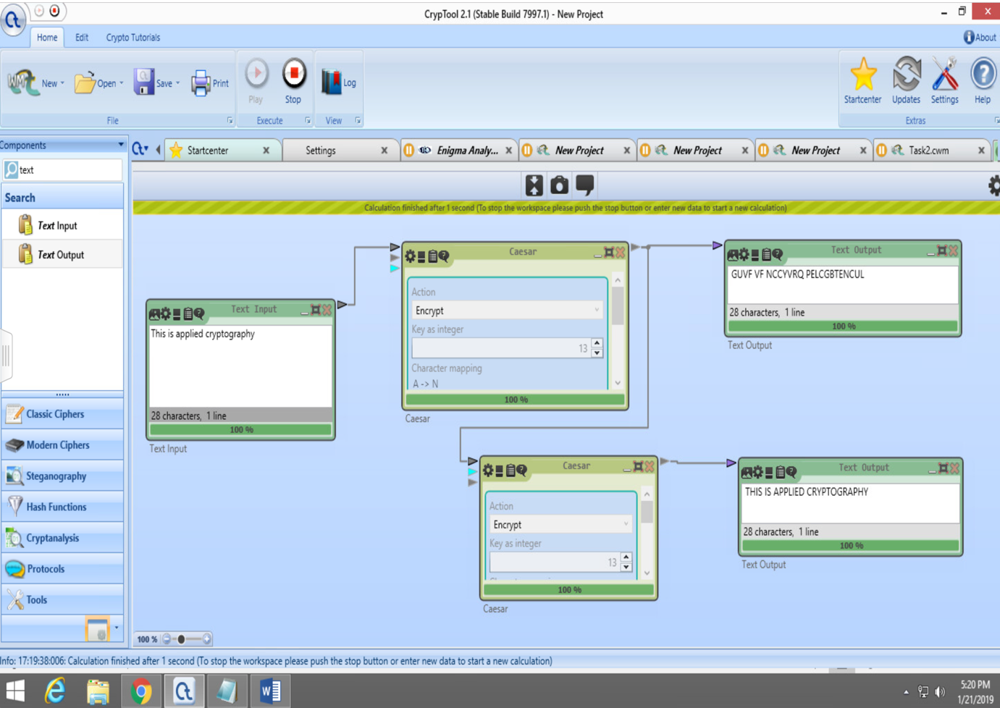 CrypTool 2.1 (Stable Build 7997.1) - New Project
Home Edit Crypto Tutorials About
New Open Save Print Play Stop Log Startcenter Updates Settings Help
File Execute View Extras
Components
text
Search
Text Input
Text Output
Classic Ciphers
Modern Ciphers
Steganography
Hash Functions
Cryptanalysis
Protocols
Tools
Startcenter Settings Enigma Analy... New Project New Project New Project Task2.cwm
Calculation finished after 1 second (To stop the workspace please push the stop button or enter new data to start a new calculation)
Text Input
This is applied cryptography
28 characters, 1 line
100 %
Text Input
Caesar
Action
Encrypt
Key as integer
13
Character mapping
A -> N
100 %
Caesar
Text Output
GUVF VF NCCYVRQ PELCGBTENCUL
28 characters, 1 line
100 %
Text Output
Caesar
Action
Encrypt
Key as integer
13
100 %
Caesar
Text Output
THIS IS APPLIED CRYPTOGRAPHY
28 characters, 1 line
100 %
Text Output
100 %
Info: 17:19:38:006: Calculation finished after 1 second (To stop the workspace please push the stop button or enter new data to start a new calculation)
5:20 PM
1/21/2019